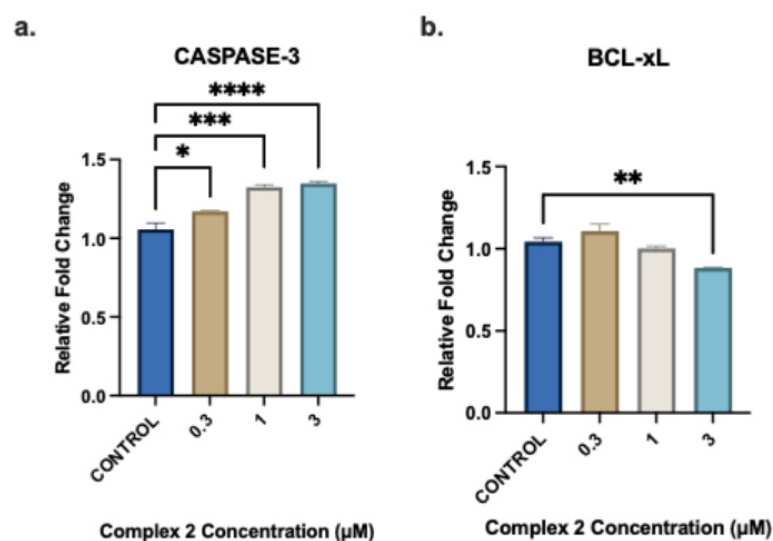 a.
CASPASE-3
****
***
*
Relative Fold Change
1.5
1.0
0.5
0.0
CONTROL
0.3
1
3
Complex 2 Concentration (µM)
b.
BCL-xL
**
Relative Fold Change
1.5
1.0
0.5
0.0
CONTROL
0.3
1
3
Complex 2 Concentration (µM)